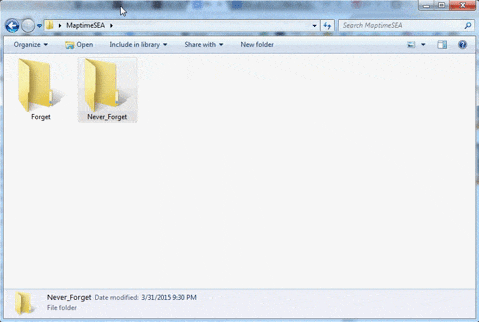 MaptimeSEA
Search MaptimeSEA
Organize Open Include in library Share with New folder
Forget Never_Forget
Never_Forget Date modified: 3/31/2015 9:30 PM
File folder